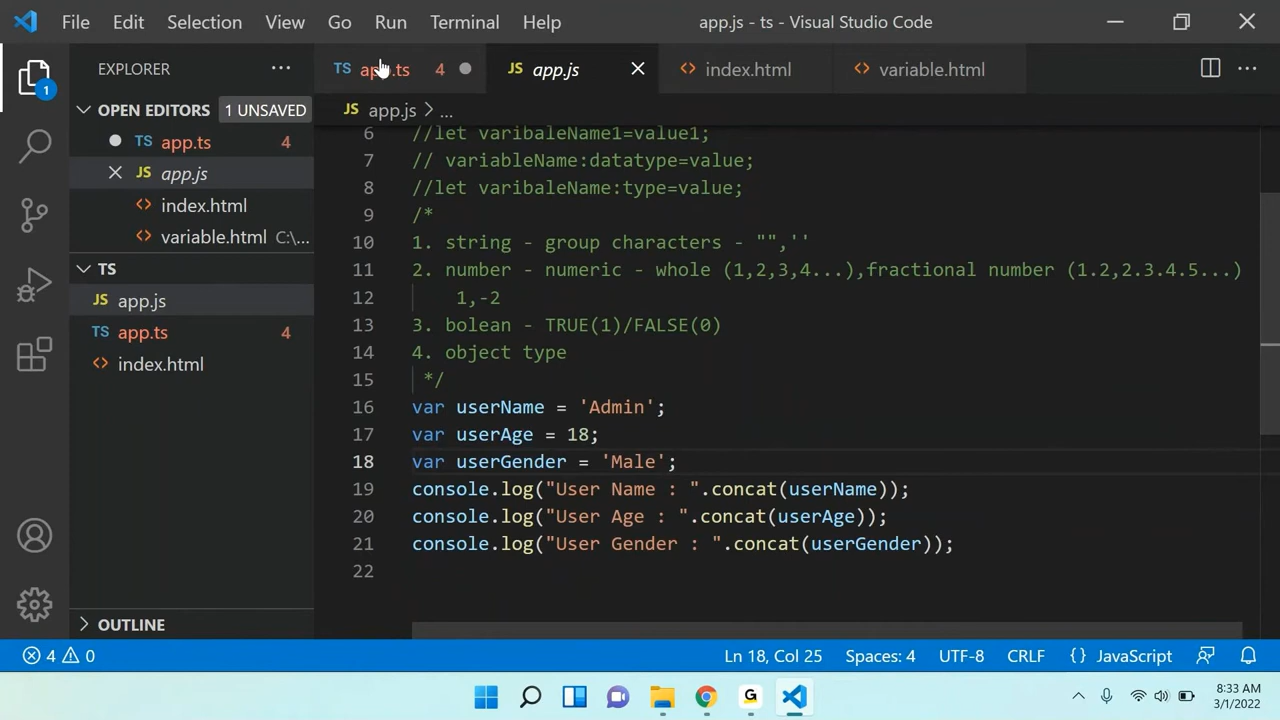 File Edit Selection View Go Run Terminal Help app.js - ts - Visual Studio Code
EXPLORER
TS app.ts 4 JS app.js index.html variable.html
OPEN EDITORS 1 UNSAVED
TS app.ts 4
JS app.js
index.html
variable.html C:\...
TS
JS app.js
TS app.ts 4
index.html
OUTLINE
1
JS app.js > ...
6 //let varibaleName1=value1;
7 // variableName:datatype=value;
8 //let varibaleName:type=value;
9 /*
10 1. string - group characters - "",''
11 2. number - numeric - whole (1,2,3,4...),fractional number (1.2,2.3.4.5...)
12 1,-2
13 3. bolean - TRUE(1)/FALSE(0)
14 4. object type
15 */
16 var userName = 'Admin';
17 var userAge = 18;
18 var userGender = 'Male';
19 console.log("User Name : ".concat(userName));
20 console.log("User Age : ".concat(userAge));
21 console.log("User Gender : ".concat(userGender));
22
4 0 Ln 18, Col 25 Spaces: 4 UTF-8 CRLF {} JavaScript
G
8:33 AM
3/1/2022